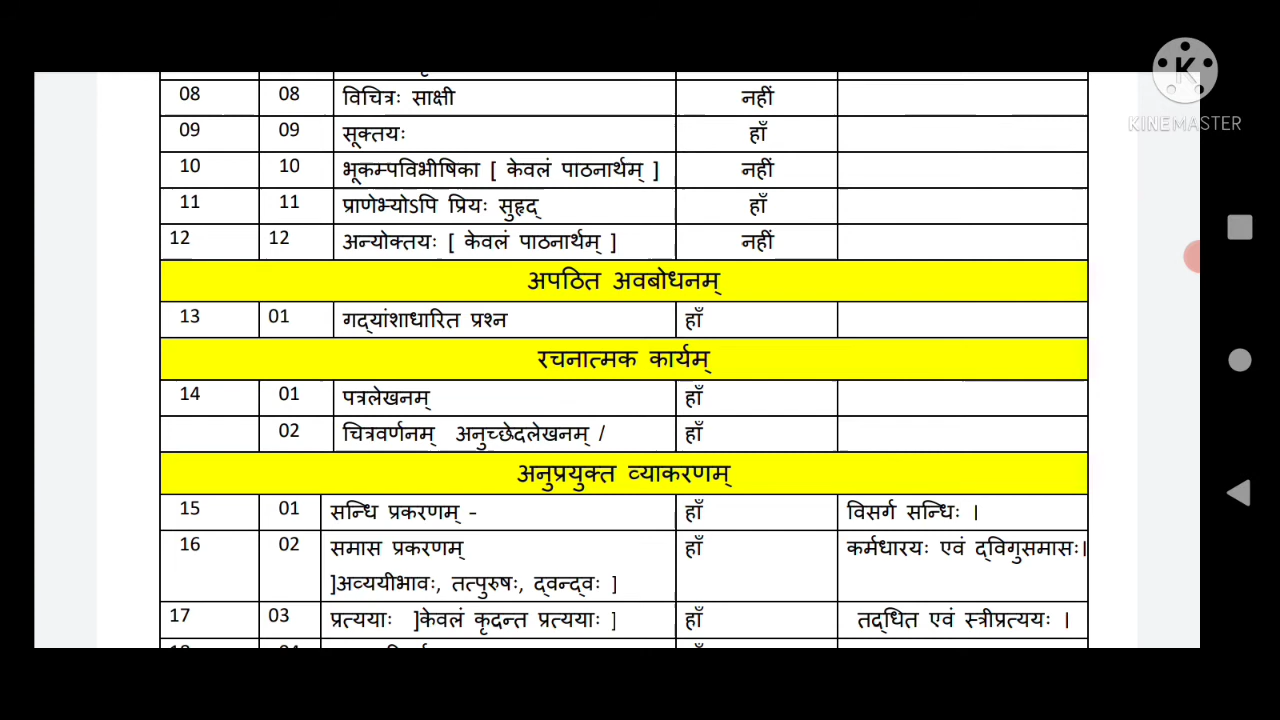 08 08 विचित्रः साक्षी नहीं
09 09 सूक्तयः हाँ
10 10 भूकम्पविभीषिका [ केवलं पाठनार्थम् ] नहीं
11 11 प्राणेभ्योऽपि प्रियः सुहृद् हाँ
12 12 अन्योक्तयः [ केवलं पाठनार्थम् ] नहीं
अपठित अवबोधनम्
13 01 गद्यांशाधारित प्रश्न हाँ
रचनात्मक कार्यम्
14 01 पत्रलेखनम् हाँ
02 चित्रवर्णनम् अनुच्छेदलेखनम् / हाँ
अनुप्रयुक्त व्याकरणम्
15 01 सन्धि प्रकरणम् - हाँ विसर्ग सन्धिः ।
16 02 समास प्रकरणम् हाँ कर्मधारयः एवं द्विगुसमासः।
]अव्ययीभावः, तत्पुरुषः, द्वन्द्वः ]
17 03 प्रत्ययाः ]केवलं कृदन्त प्रत्ययाः ] हाँ तद्धित एवं स्त्रीप्रत्ययः ।
K
KINEMASTER